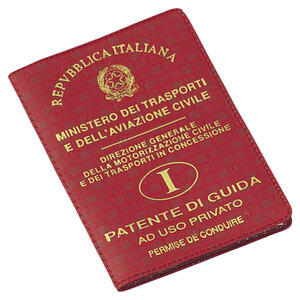 REPVBBLICA ITALIANA
MINISTERO DEI TRASPORTI
E DELL'AVIAZIONE CIVILE
DIREZIONE GENERALE
DELLA MOTORIZZAZIONE CIVILE
E DEI TRASPORTI IN CONCESSIONE
I
PATENTE DI GUIDA
AD USO PRIVATO
PERMISE DE CONDUIRE